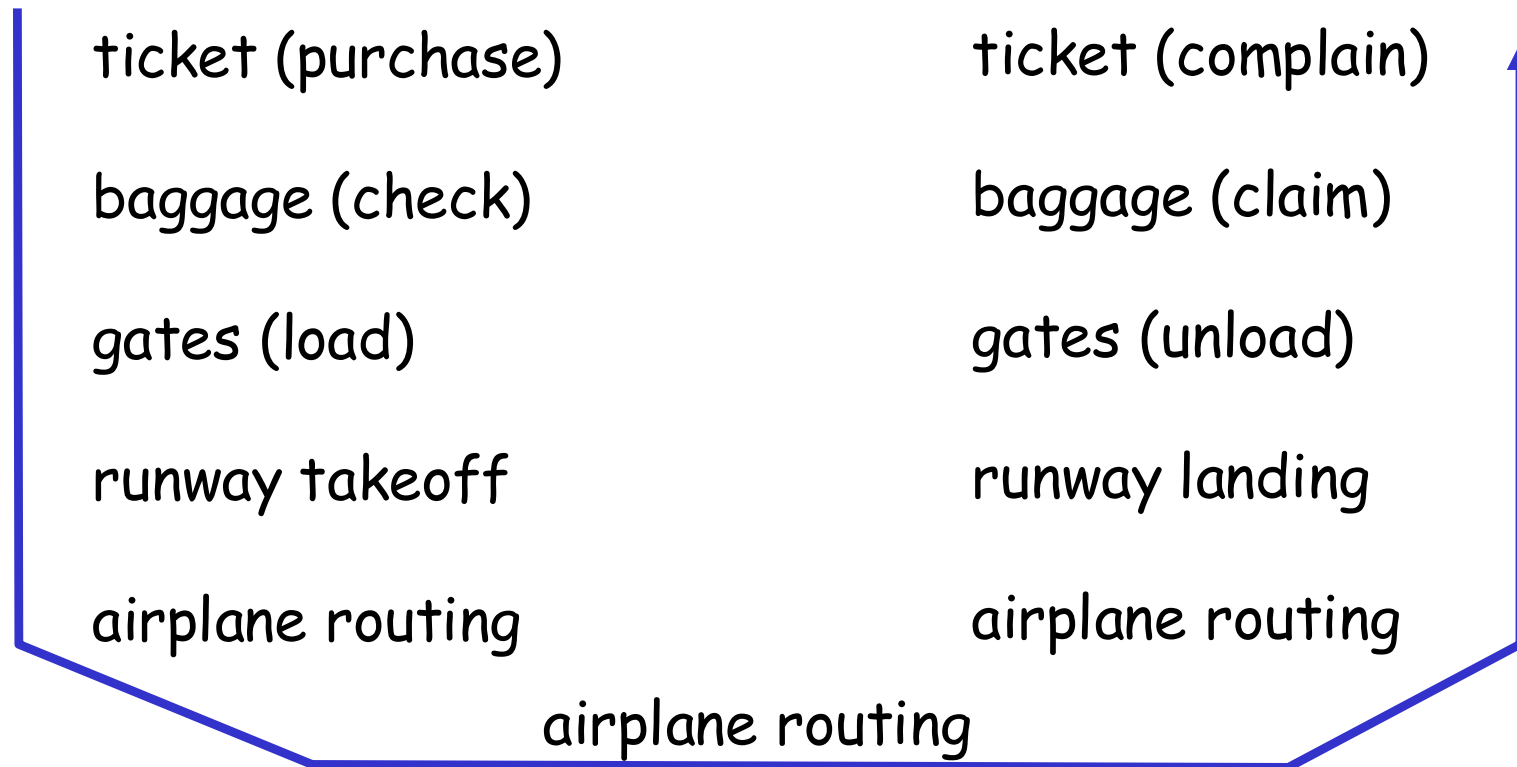 ticket (purchase)
baggage (check)
gates (load)
runway takeoff
airplane routing
ticket (complain)
baggage (claim)
gates (unload)
runway landing
airplane routing
airplane routing